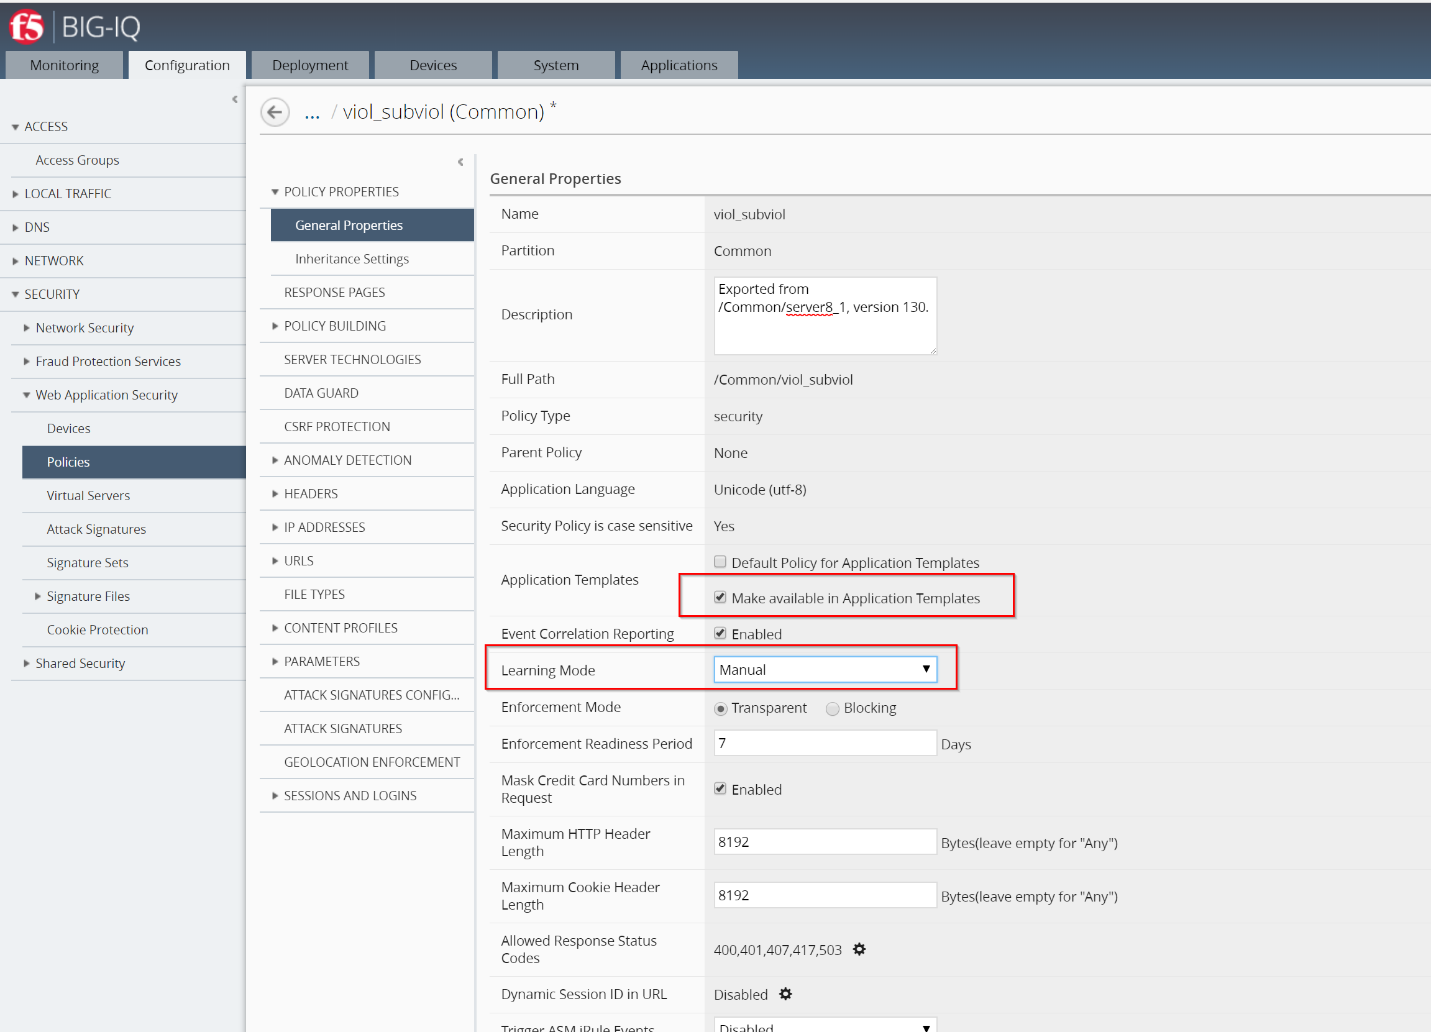 f5 BIG-IQ
Monitoring Configuration Deployment Devices System Applications
... / viol_subviol (Common) *
ACCESS
Access Groups
LOCAL TRAFFIC
DNS
NETWORK
SECURITY
Network Security
Fraud Protection Services
Web Application Security
Devices
Policies
Virtual Servers
Attack Signatures
Signature Sets
Signature Files
Cookie Protection
Shared Security
POLICY PROPERTIES
General Properties
Inheritance Settings
RESPONSE PAGES
POLICY BUILDING
SERVER TECHNOLOGIES
DATA GUARD
CSRF PROTECTION
ANOMALY DETECTION
HEADERS
IP ADDRESSES
URLS
FILE TYPES
CONTENT PROFILES
PARAMETERS
ATTACK SIGNATURES CONFIG...
ATTACK SIGNATURES
GEOLOCATION ENFORCEMENT
SESSIONS AND LOGINS
General Properties
Name viol_subviol
Partition Common
Description Exported from
/Common/server8_1, version 130.
Full Path /Common/viol_subviol
Policy Type security
Parent Policy None
Application Language Unicode (utf-8)
Security Policy is case sensitive Yes
Application Templates Default Policy for Application Templates
Make available in Application Templates
Event Correlation Reporting Enabled
Learning Mode Manual
Enforcement Mode Transparent Blocking
Enforcement Readiness Period 7 Days
Mask Credit Card Numbers in
Request Enabled
Maximum HTTP Header
Length 8192 Bytes(leave empty for "Any")
Maximum Cookie Header
Length 8192 Bytes(leave empty for "Any")
Allowed Response Status
Codes 400,401,407,417,503
Dynamic Session ID in URL Disabled
Trigger ASM iRule Events Disabled